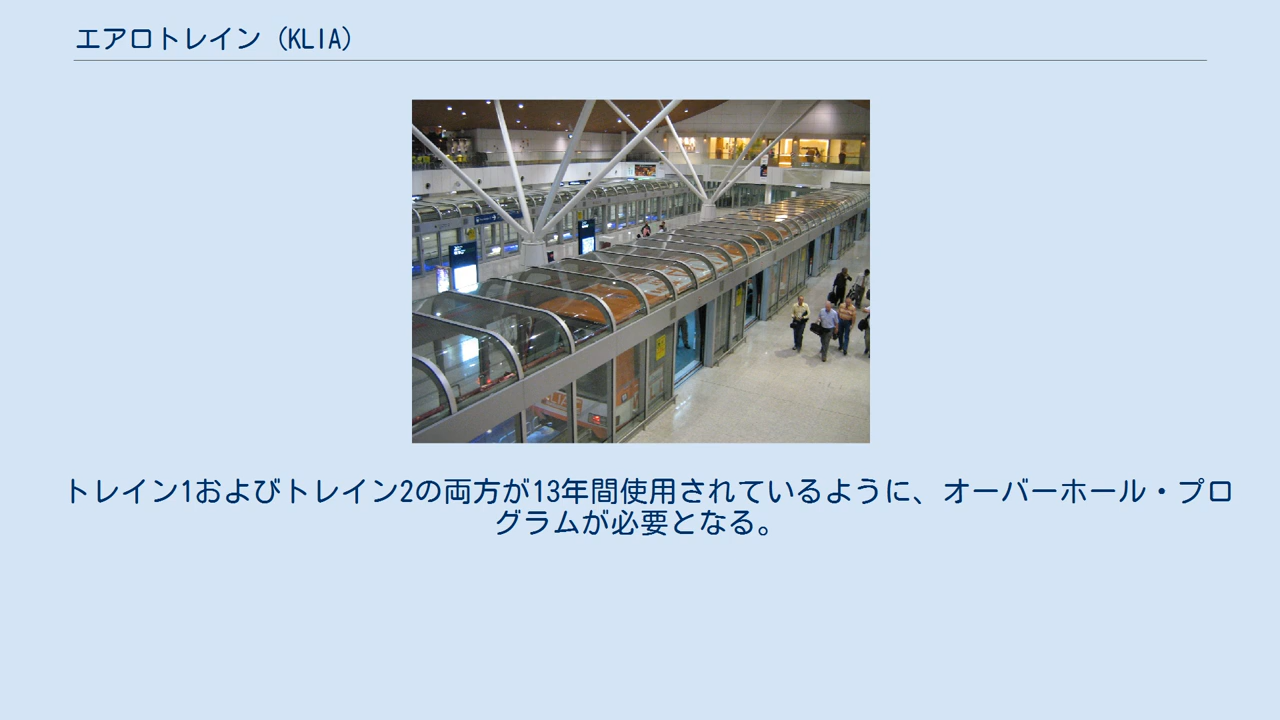 エアロトレイン（KLIA）
トレイン1およびトレイン2の両方が13年間使用されているように、オーバーホール・プロ
グラムが必要となる。